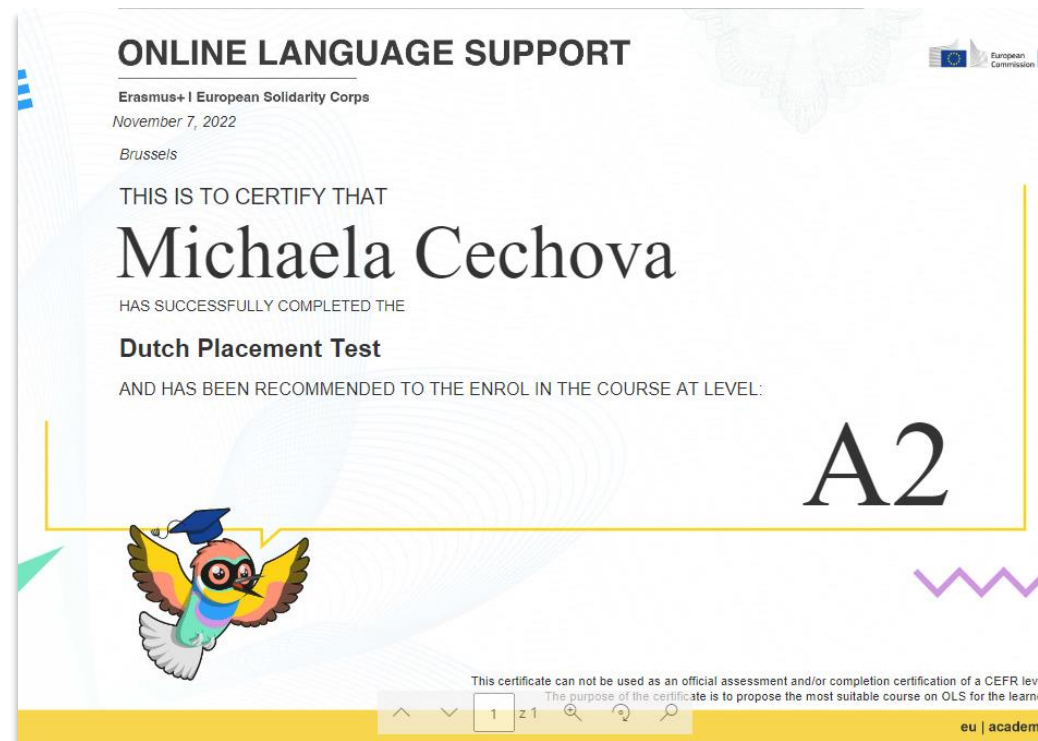 ONLINE LANGUAGE SUPPORT
European
Commission
Erasmus+ I European Solidarity Corps
November 7, 2022
Brussels
THIS IS TO CERTIFY THAT
Michaela Cechova
HAS SUCCESSFULLY COMPLETED THE
Dutch Placement Test
AND HAS BEEN RECOMMENDED TO THE ENROL IN THE COURSE AT LEVEL:
A2
This certificate can not be used as an official assessment and/or completion certification of a CEFR lev
The purpose of the certificate is to propose the most suitable course on OLS for the learne
1 z 1
eu | academ